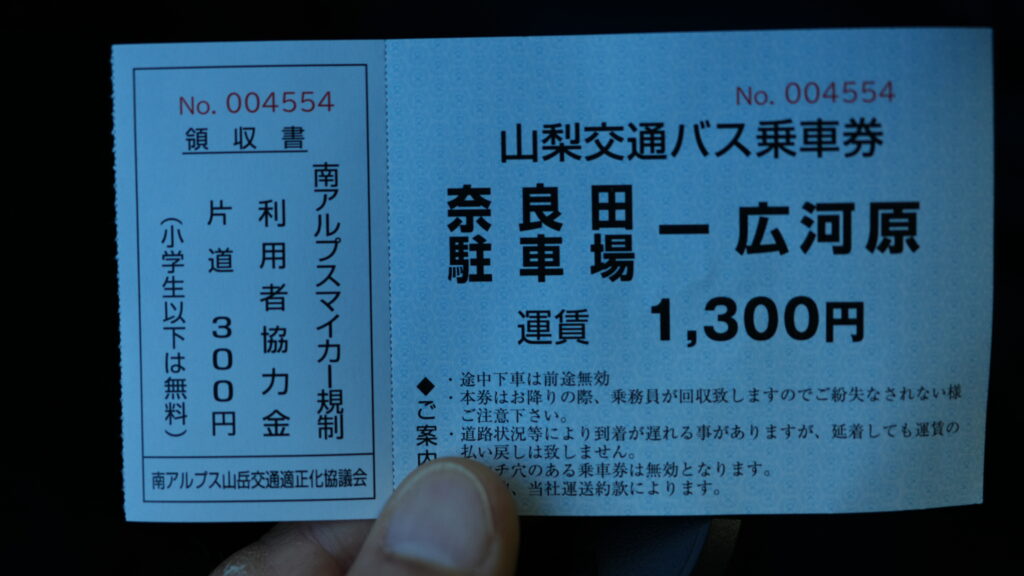 No. 004554
領収書
南アルプスマイカー規制
利用者協力金
片道 300円
(小学生以下は無料)
南アルプス山岳交通適正化協議会
No. 004554
山梨交通バス乗車券
奈良田駐車場 ー 広河原
運賃 1,300円
◆ご案内
・途中下車は前途無効
・本券はお降りの際、乗務員が回収致しますのでご紛失なされない様
ご注意下さい。
・道路状況等により到着が遅れる事がありますが、延着しても運賃の
払い戻しは致しません。
チ穴のある乗車券は無効となります。
、当社運送約款によります。